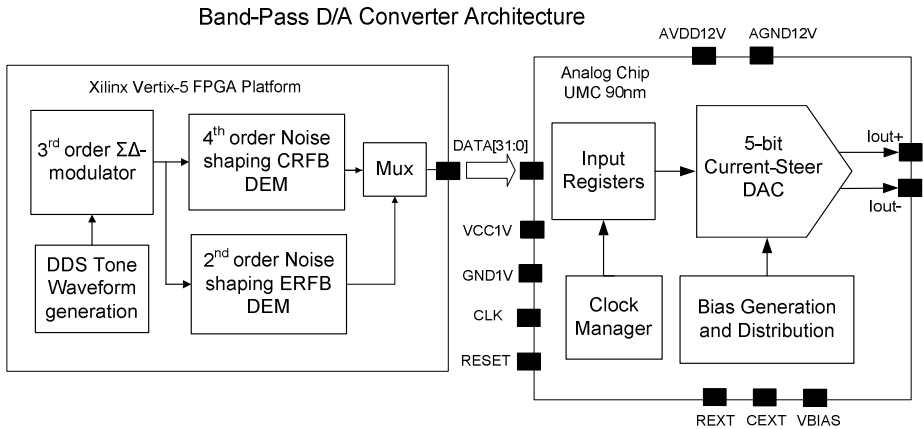 Band-Pass D/A Converter Architecture
Xilinx Vertix-5 FPGA Platform
3rd order ΣΔ-
modulator
4th order Noise
shaping CRFB
DEM
Mux
DDS Tone
Waveform
generation
2nd order Noise
shaping ERFB
DEM
DATA[31:0]
VCC1V
GND1V
CLK
RESET
AVDD12V
AGND12V
Analog Chip
UMC 90nm
Input
Registers
5-bit
Current-Steer
DAC
Iout+
Iout-
Clock
Manager
Bias Generation
and Distribution
REXT
CEXT
VBIAS